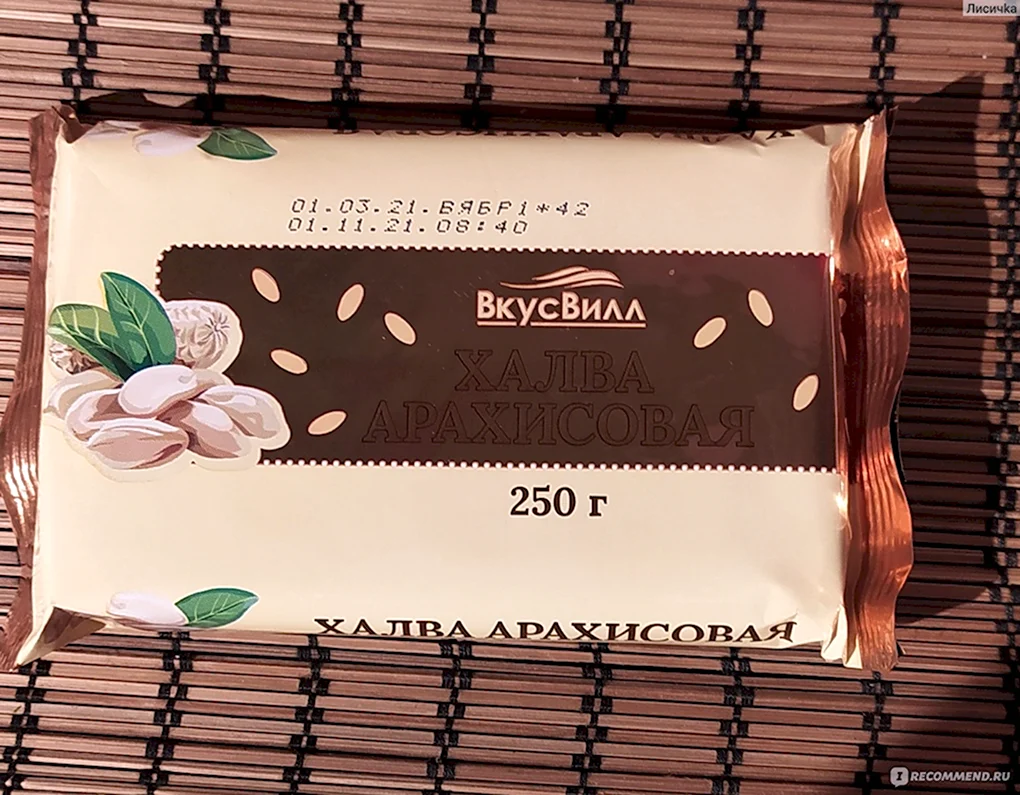 Лисичка
01.03.21.ВЯБР1*42
01.11.21.08:40
ВкусВилл
ХАЛВА
АРАХИСОВАЯ
250 г
ХАЛВА АРАХИСОВАЯ
RECOMMEND.RU